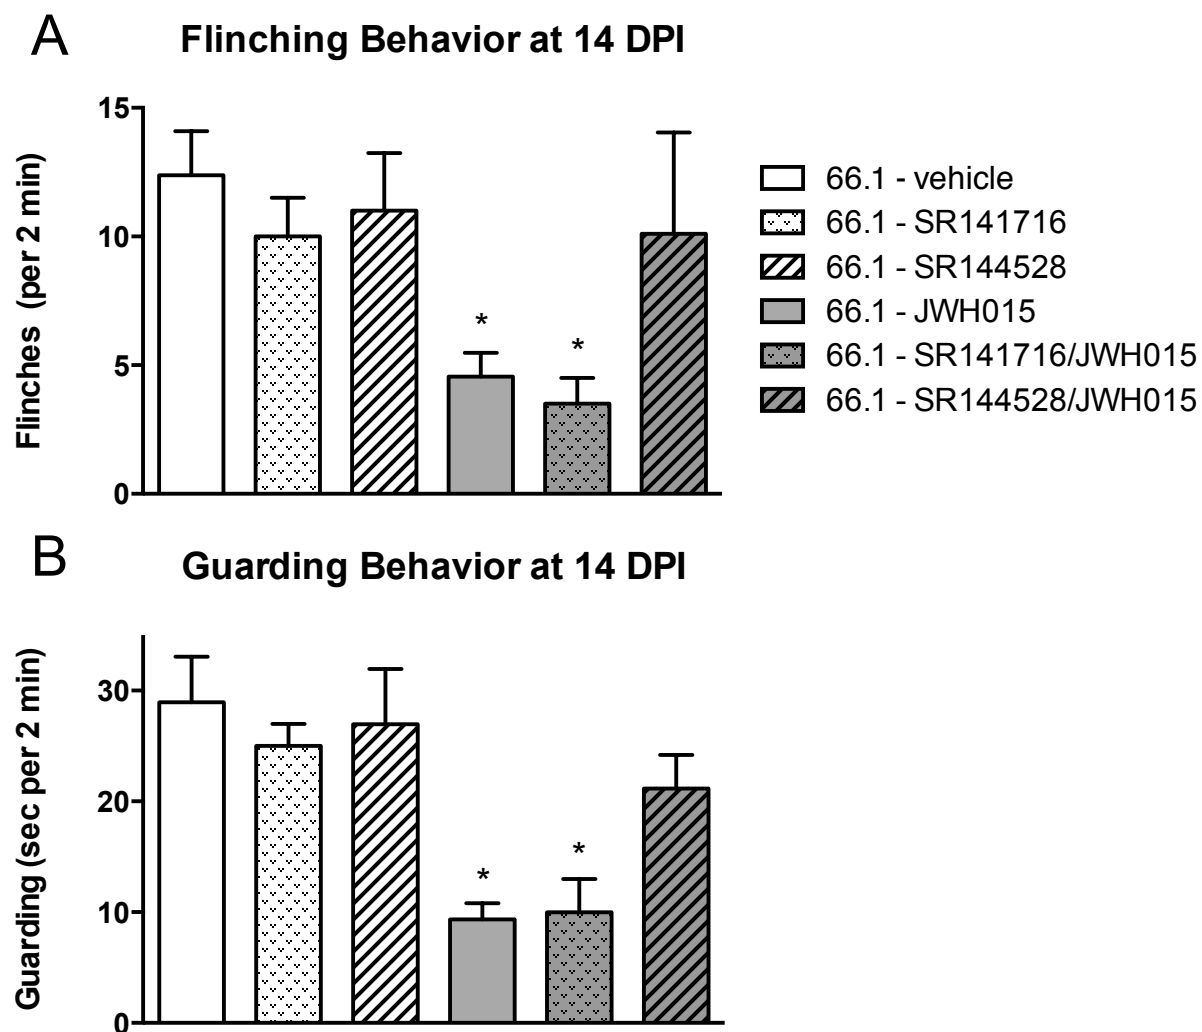 A
Flinching Behavior at 14 DPI
Flinches (per 2 min)
15
10
5
0
*
*
66.1 - vehicle
66.1 - SR141716
66.1 - SR144528
66.1 - JWH015
66.1 - SR141716/JWH015
66.1 - SR144528/JWH015
B
Guarding Behavior at 14 DPI
Guarding (sec per 2 min)
30
20
10
0
*
*